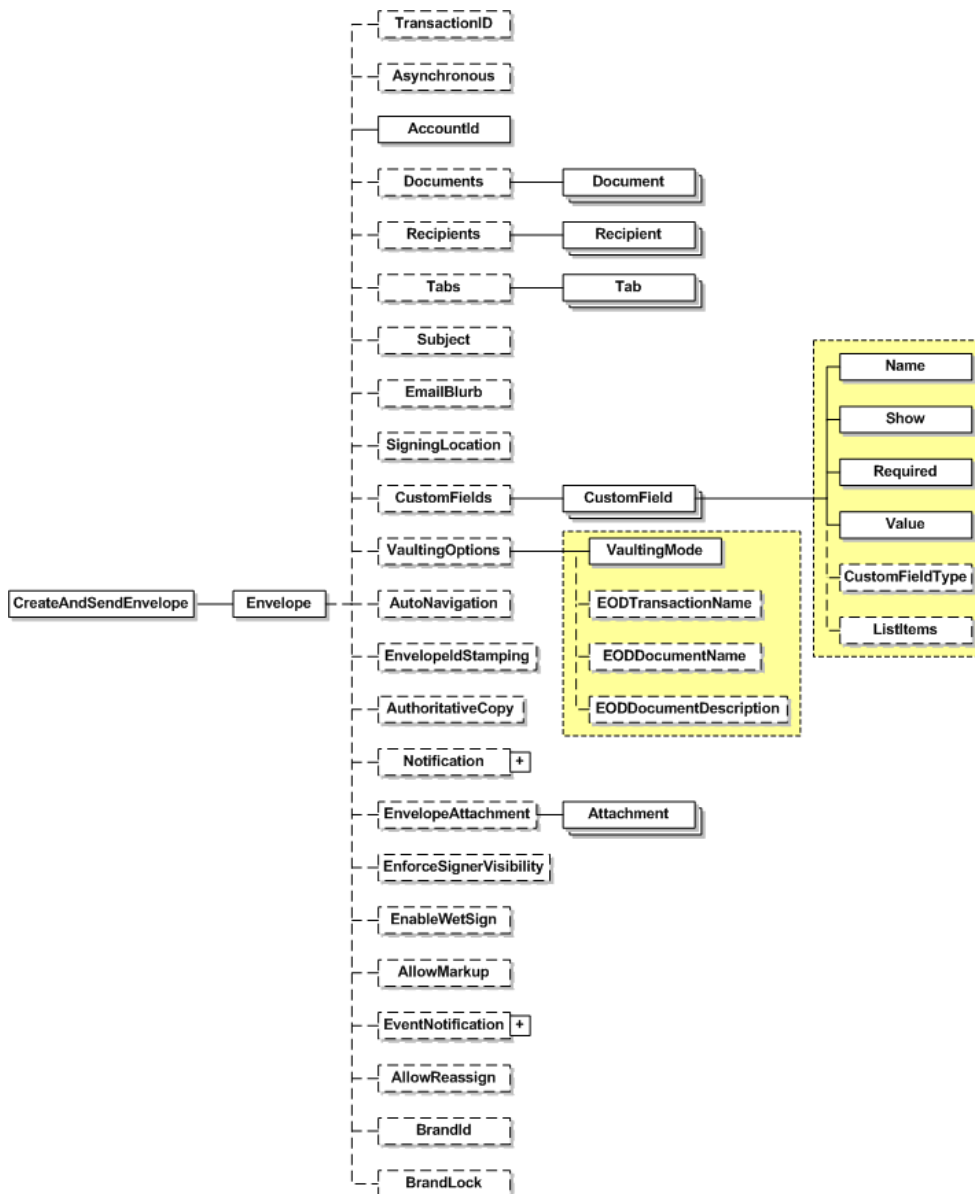 TransactionID
Asynchronous
AccountId
Documents
Document
Recipients
Recipient
Tabs
Tab
Subject
EmailBlurb
SigningLocation
CustomFields
CustomField
Name
Show
Required
Value
CustomFieldType
ListItems
VaultingOptions
VaultingMode
EODTransactionName
EODDocumentName
EODDocumentDescription
CreateAndSendEnvelope
Envelope
AutoNavigation
EnvelopeIdStamping
AuthoritativeCopy
Notification
+
EnvelopeAttachment
Attachment
EnforceSignerVisibility
EnableWetSign
AllowMarkup
EventNotification
+
AllowReassign
BrandId
BrandLock